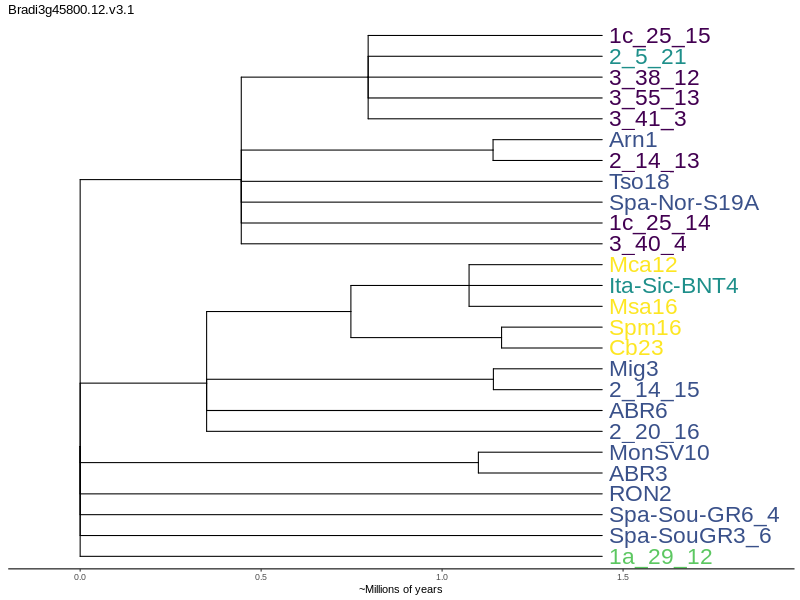 Bradi3g45800.12.v3.1
1c_25_15
2_5_21
3_38_12
3_55_13
3_41_3
Arn1
2_14_13
Tso18
Spa-Nor-S19A
1c_25_14
3_40_4
Mca12
Ita-Sic-BNT4
Msa16
Spm16
Cb23
Mig3
2_14_15
ABR6
2_20_16
MonSV10
ABR3
RON2
Spa-Sou-GR6_4
Spa-SouGR3_6
1a_29_12
0.0 0.5 1.0 1.5
~Millions of years